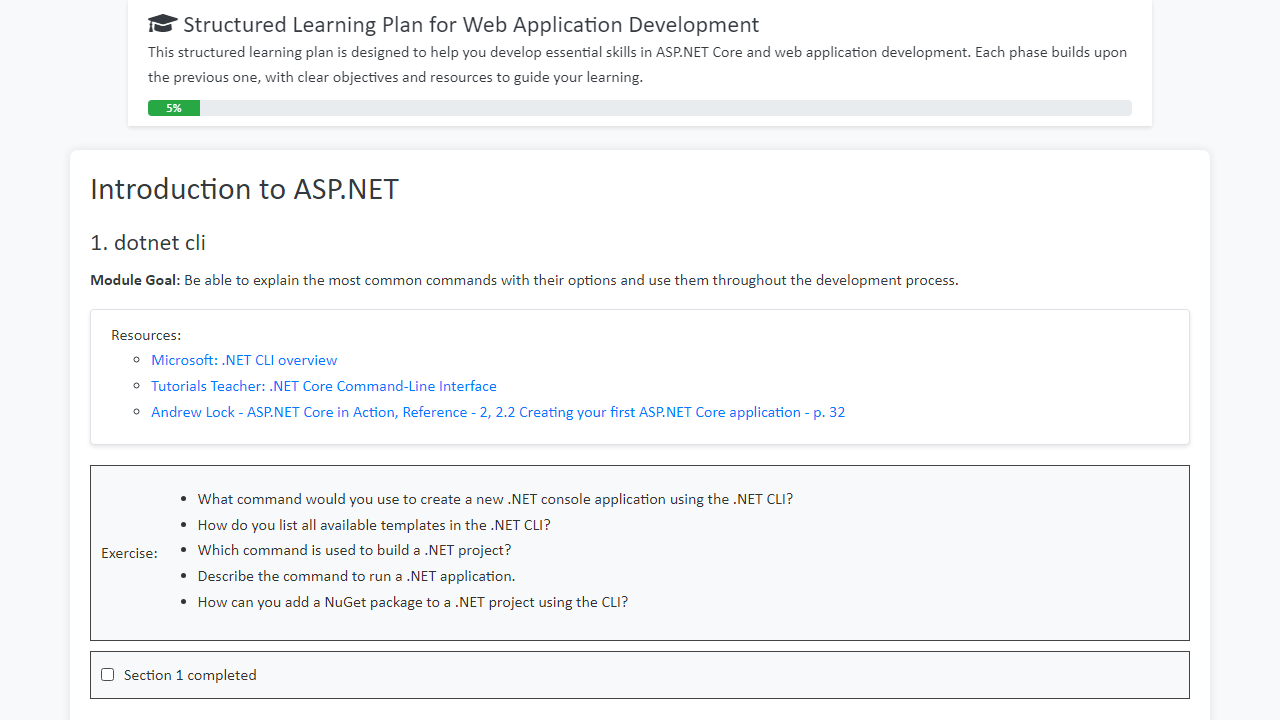 Structured Learning Plan for Web Application Development
This structured learning plan is designed to help you develop essential skills in ASP.NET Core and web application development. Each phase builds upon
the previous one, with clear objectives and resources to guide your learning.
5%
Introduction to ASP.NET
1. dotnet cli
Module Goal: Be able to explain the most common commands with their options and use them throughout the development process.
Resources:
Microsoft: .NET CLI overview
Tutorials Teacher: .NET Core Command-Line Interface
Andrew Lock - ASP.NET Core in Action, Reference - 2, 2.2 Creating your first ASP.NET Core application - p. 32
Exercise:
What command would you use to create a new .NET console application using the .NET CLI?
How do you list all available templates in the .NET CLI?
Which command is used to build a .NET project?
Describe the command to run a .NET application.
How can you add a NuGet package to a .NET project using the CLI?
Section 1 completed